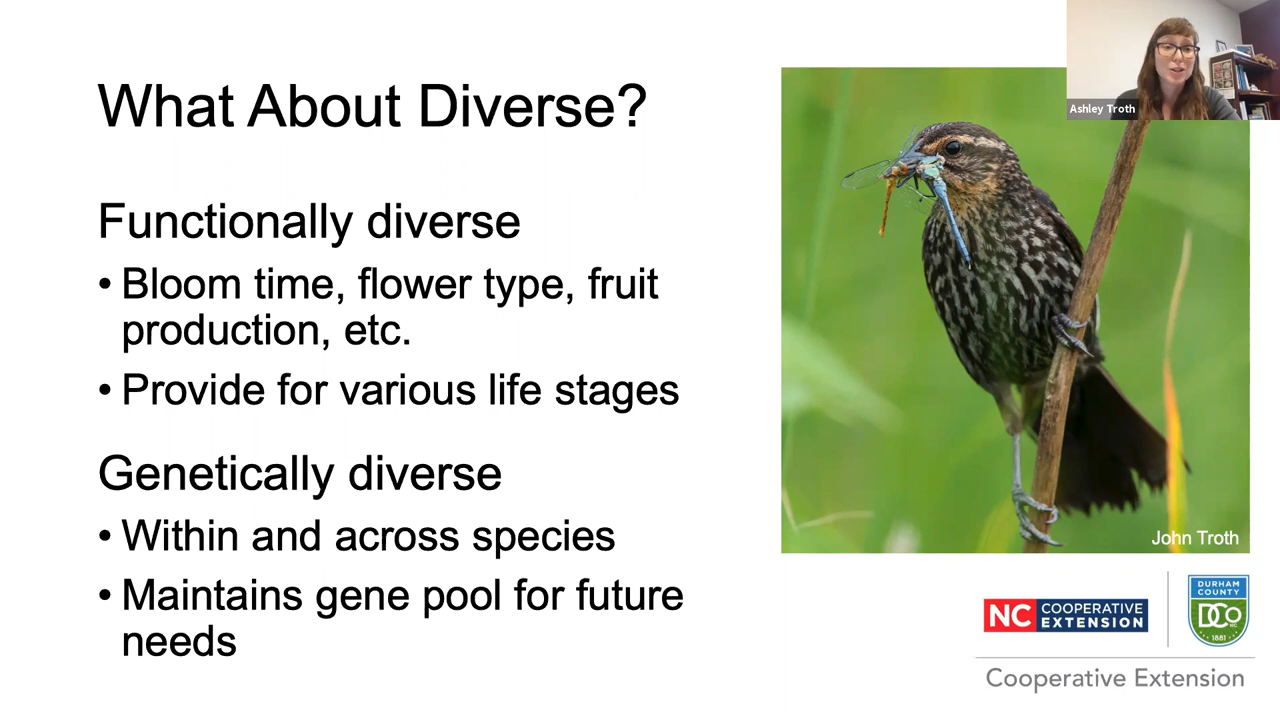 What About Diverse?
Functionally diverse
• Bloom time, flower type, fruit
production, etc.
• Provide for various life stages
Genetically diverse
• Within and across species
• Maintains gene pool for future
needs
Ashley Troth
John Troth
NC COOPERATIVE
EXTENSION
DURHAM
COUNTY
DCo
NC
1881
Cooperative Extension